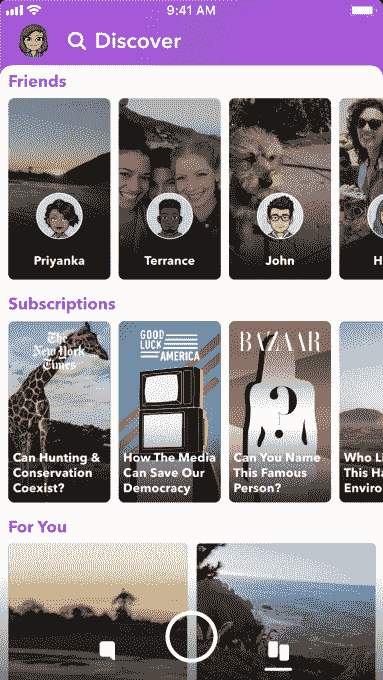 9:41 AM
Discover
Friends
Priyanka
Terrance
John
H
Subscriptions
The
New York
Times
Can Hunting &
Conservation
Coexist?
GOOD
LUCK
AMERICA
How The Media
Can Save Our
Democracy
BAZAAR
Can You Name
This Famous
Person?
Who Li
This Ha
Enviro
For You